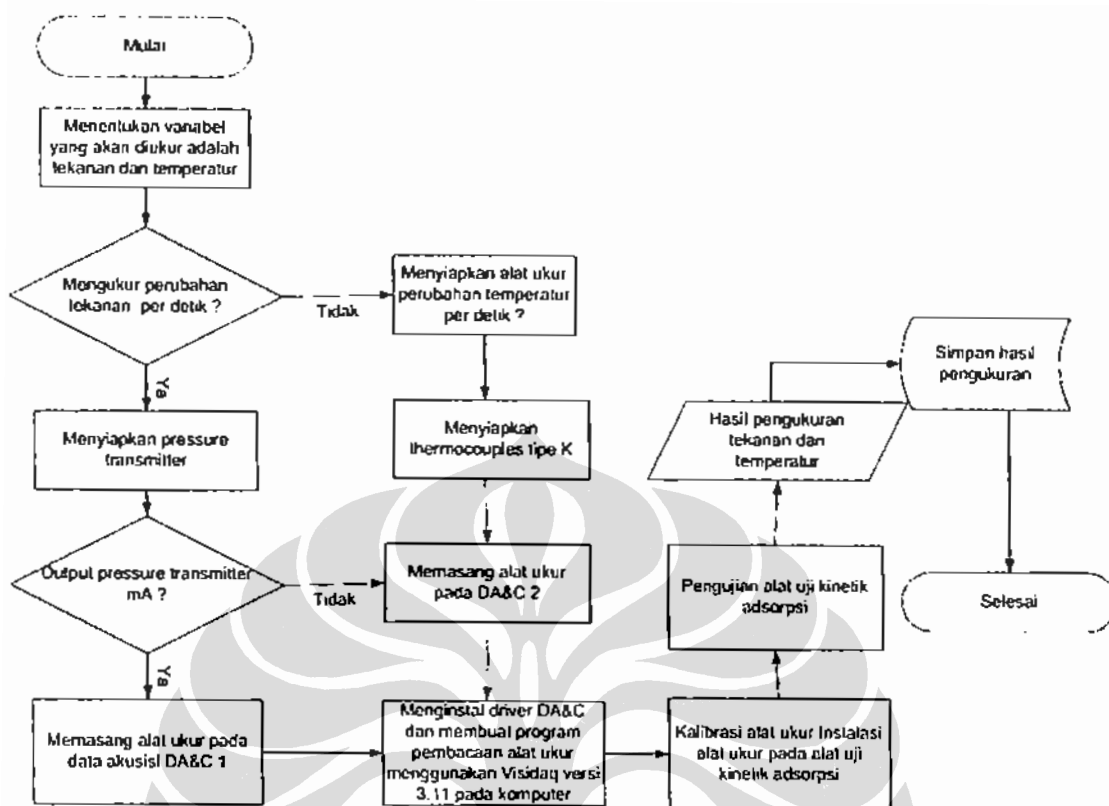 Mulai
Menentukan variabel
yang akan diukur adalah
tekanan dan temperatur
Mengukur perubahan
tekanan per detik ?
Tidak
Menyiapkan alat ukur
perubahan temperatur
per detik ?
Ya
Menyiapkan pressure
transmitter
Menyiapkan
thermocouples tipe K
Output pressure transmitter
mA ?
Tidak
Memasang alat ukur
pada DA&C 2
Ya
Memasang alat ukur pada
data akusisi DA&C 1
Menginstal driver DA&C
dan membuat program
pembacaan alat ukur
menggunakan Visidaq versi
3.11 pada komputer
Kalibrasi alat ukur Instalasi
alat ukur pada alat uji
kinetik adsorpsi
Pengujian alat uji kinetik
adsorpsi
Hasil pengukuran
tekanan dan
temperatur
Simpan hasil
pengukuran
Selesai